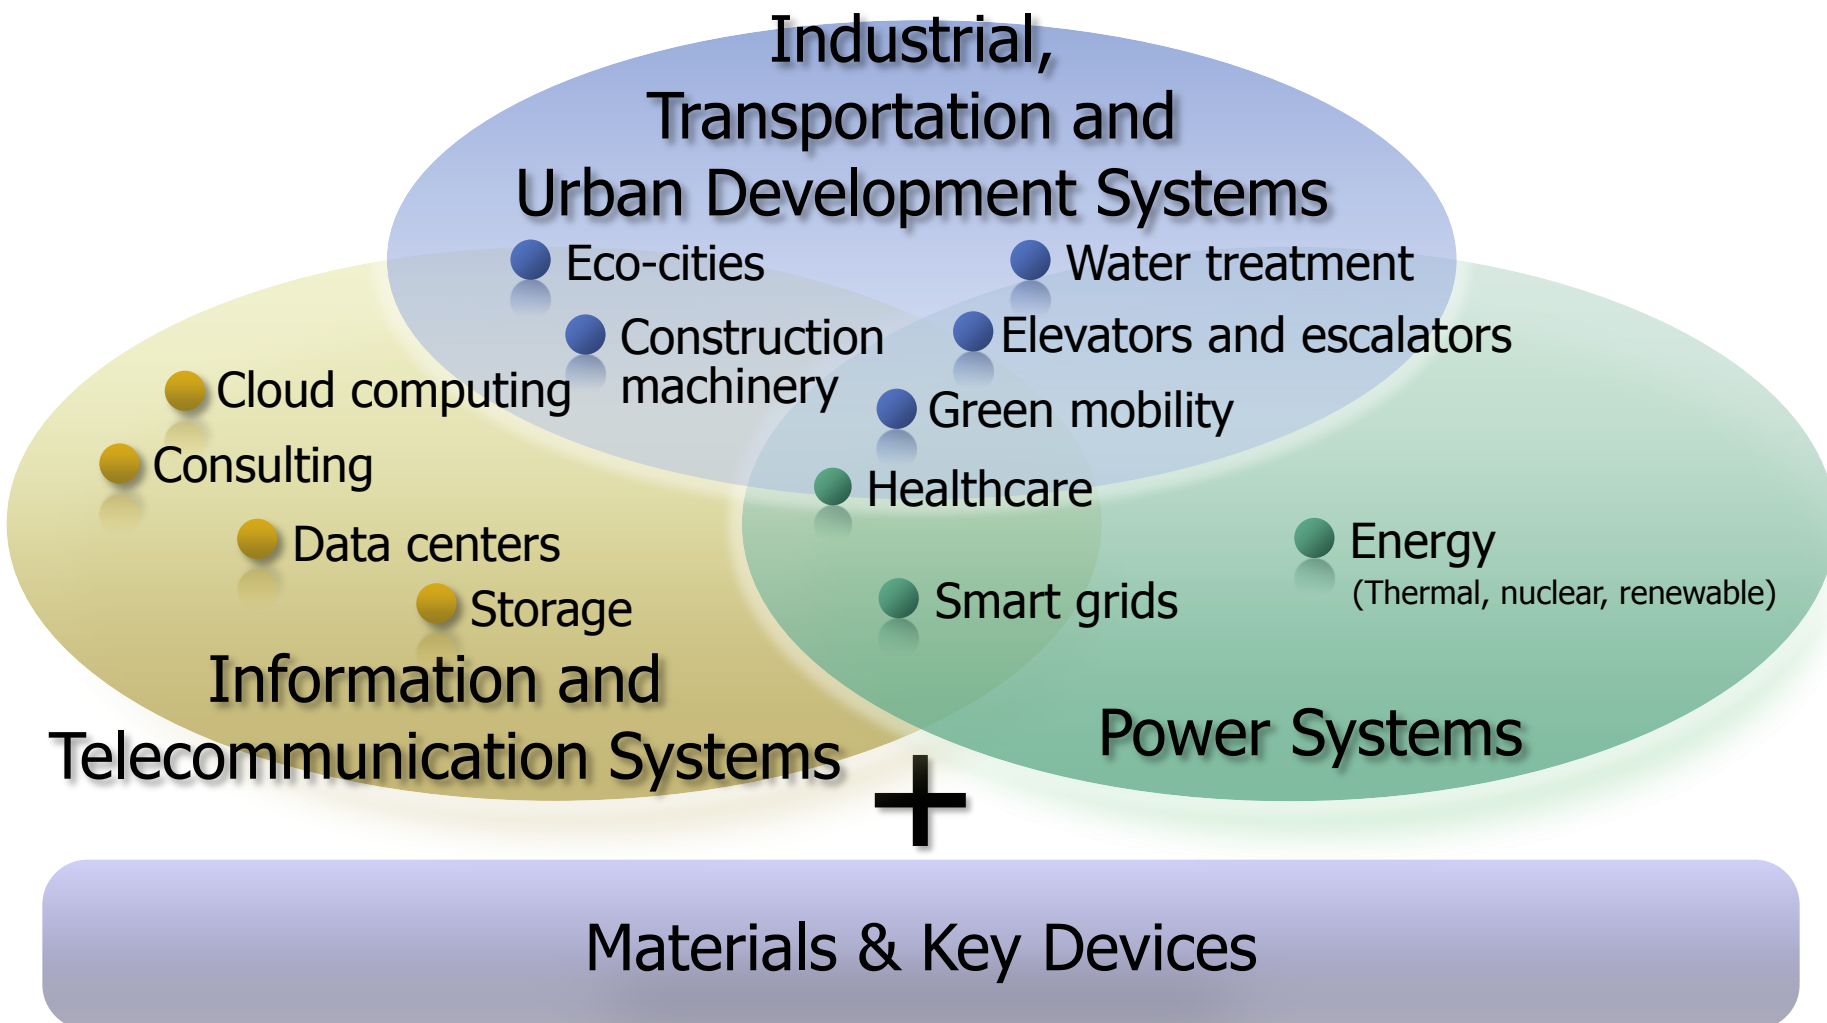 Industrial,
Transportation and
Urban Development Systems
Eco-cities
Water treatment
Construction
machinery
Elevators and escalators
Cloud computing
Green mobility
Consulting
Healthcare
Data centers
Energy
(Thermal, nuclear, renewable)
Storage
Smart grids
Information and
Telecommunication Systems
Power Systems
+
Materials & Key Devices